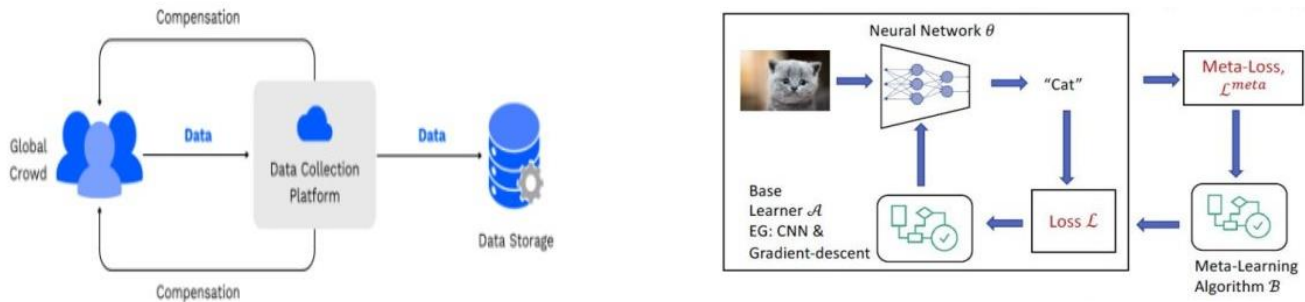 Compensation
Global
Crowd
Data
Data Collection
Platform
Data
Data Storage
Compensation
Neural Network θ
"Cat"
Meta-Loss,
ℒ^meta
Base
Learner 𝒜
EG: CNN &
Gradient-descent
Loss ℒ
Meta-Learning
Algorithm ℬ